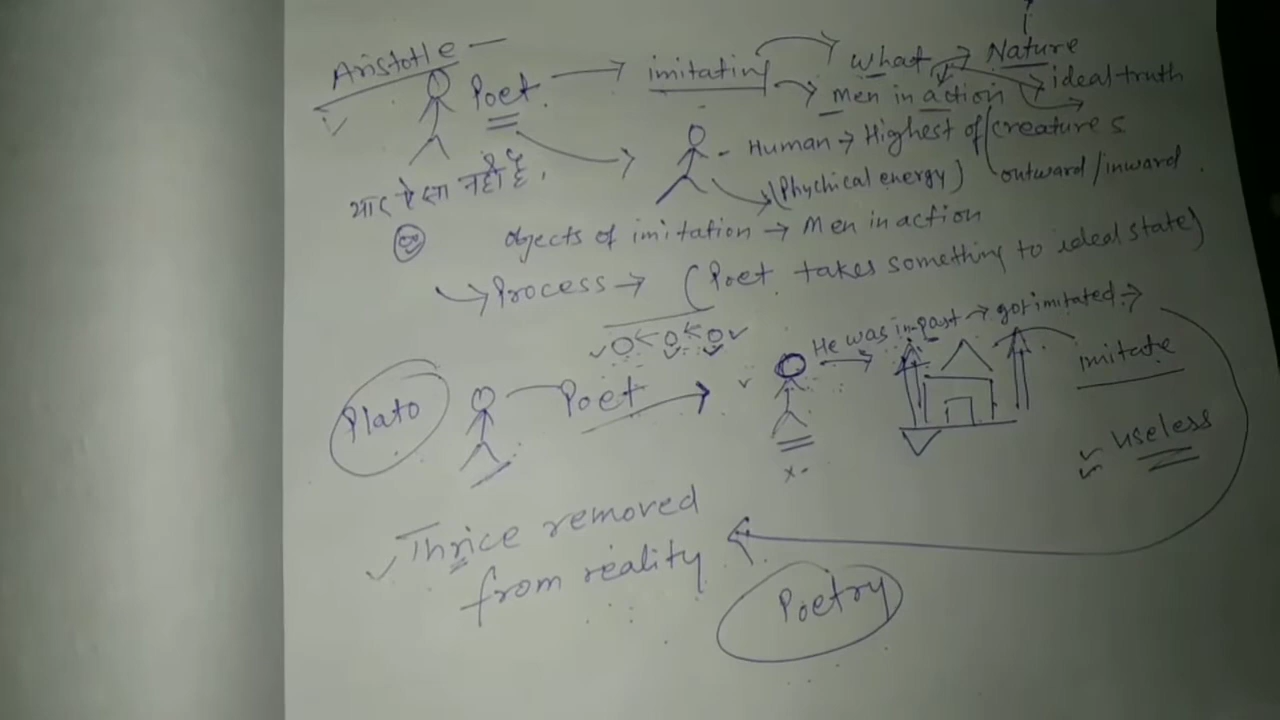 Aristotle —
Poet → imitating → what → Nature
→ Men in action → ideal truth
- Human → Highest of creatures
(Phychical energy) outward/inward
यार ऐसा नही है.
objects of imitation → Men in action
→ Process → (Poet takes something to ideal state)
He was in past → got imitated →
Plato Poet → imitate
useless
Thrice removed
from reality
Poetry